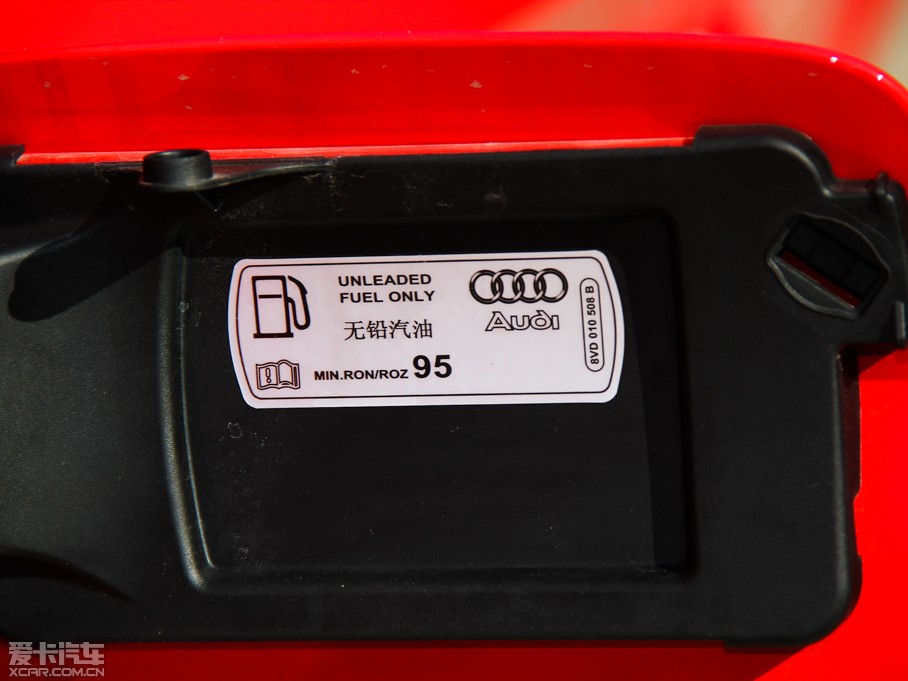 UNLEADED
FUEL ONLY
无铅汽油
MIN.RON/ROZ 95
Audi
8VD 010 508 B
爱卡汽车
XCAR.COM.CN